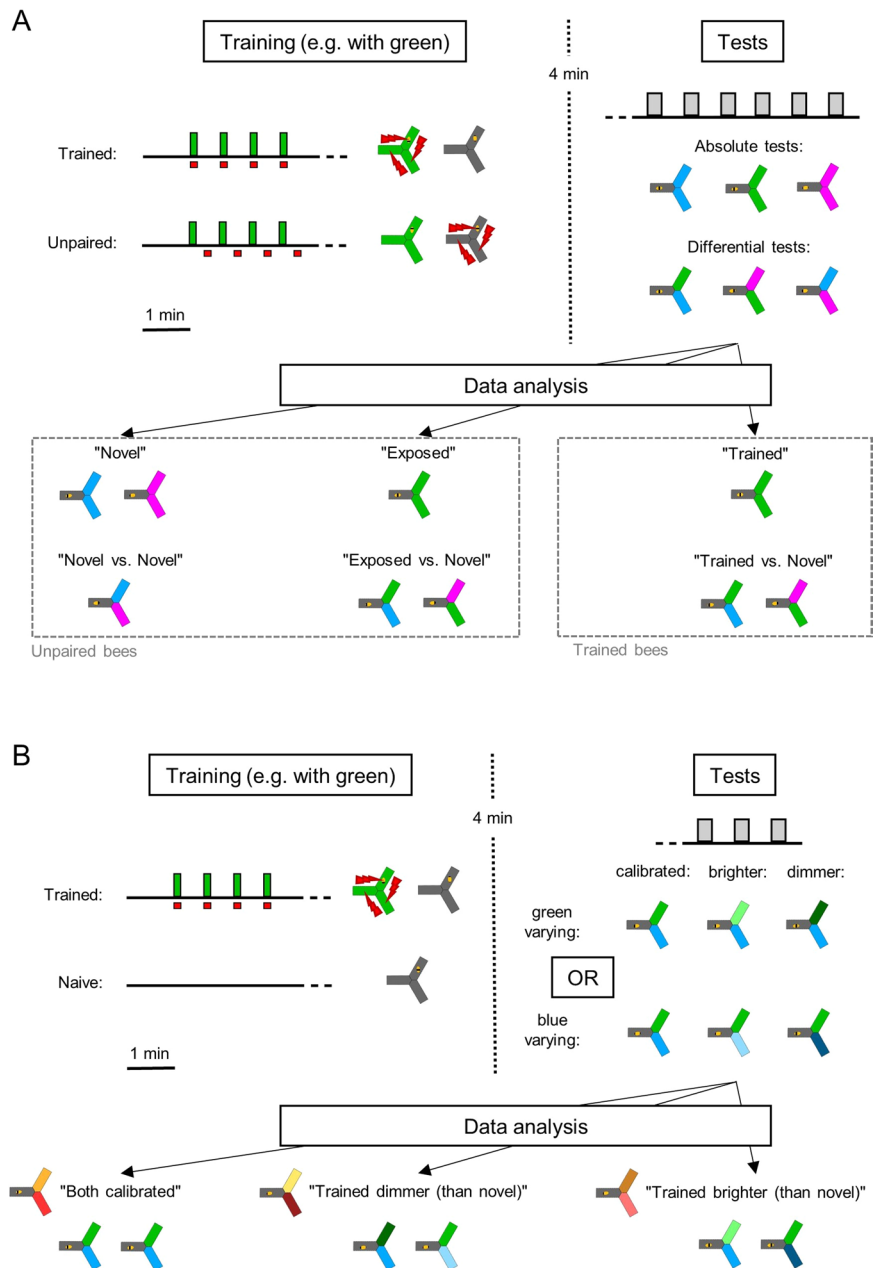 A
Training (e.g. with green)
Tests
4 min
Trained:
Absolute tests:
Unpaired:
Differential tests:
1 min
Data analysis
"Novel"
"Exposed"
"Trained"
"Novel vs. Novel"
"Exposed vs. Novel"
"Trained vs. Novel"
Unpaired bees
Trained bees
B
Training (e.g. with green)
Tests
4 min
calibrated:
brighter:
dimmer:
Trained:
green
varying:
OR
Naive:
blue
varying:
1 min
Data analysis
"Both calibrated"
"Trained dimmer (than novel)"
"Trained brighter (than novel)"